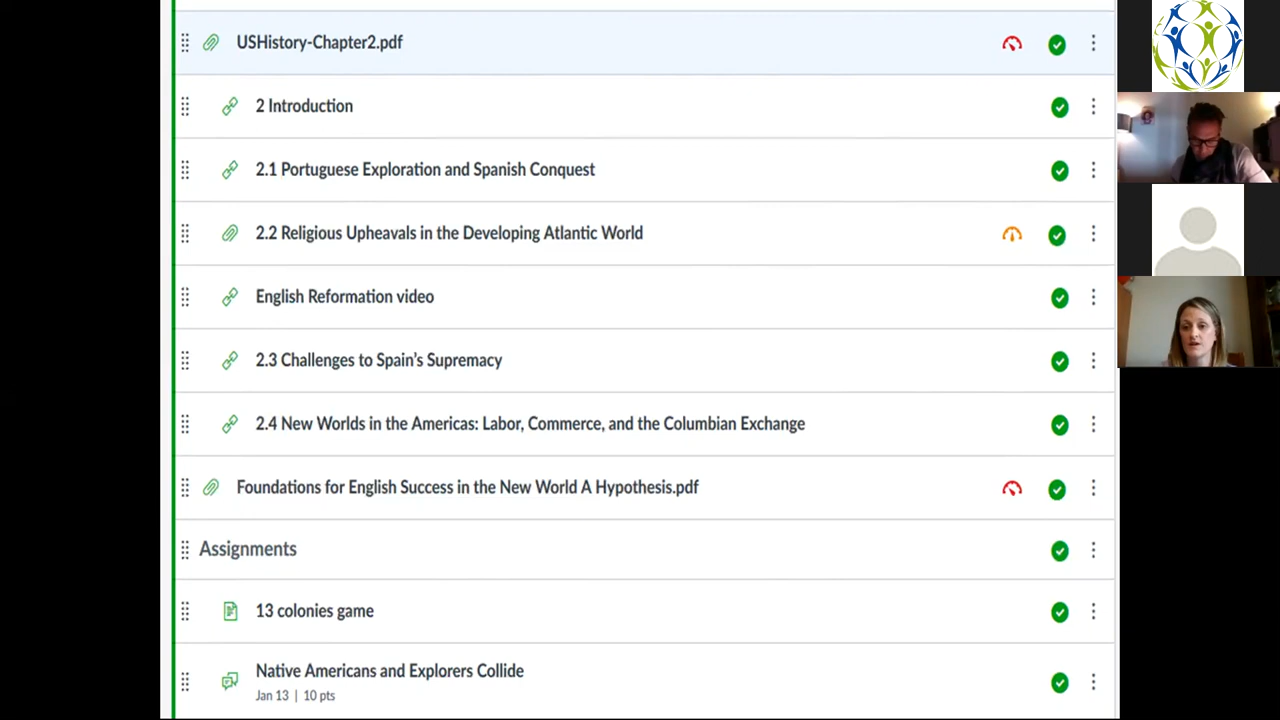 USHistory-Chapter2.pdf
2 Introduction
2.1 Portuguese Exploration and Spanish Conquest
2.2 Religious Upheavals in the Developing Atlantic World
English Reformation video
2.3 Challenges to Spain's Supremacy
2.4 New Worlds in the Americas: Labor, Commerce, and the Columbian Exchange
Foundations for English Success in the New World A Hypothesis.pdf
Assignments
13 colonies game
Native Americans and Explorers Collide
Jan 13 | 10 pts